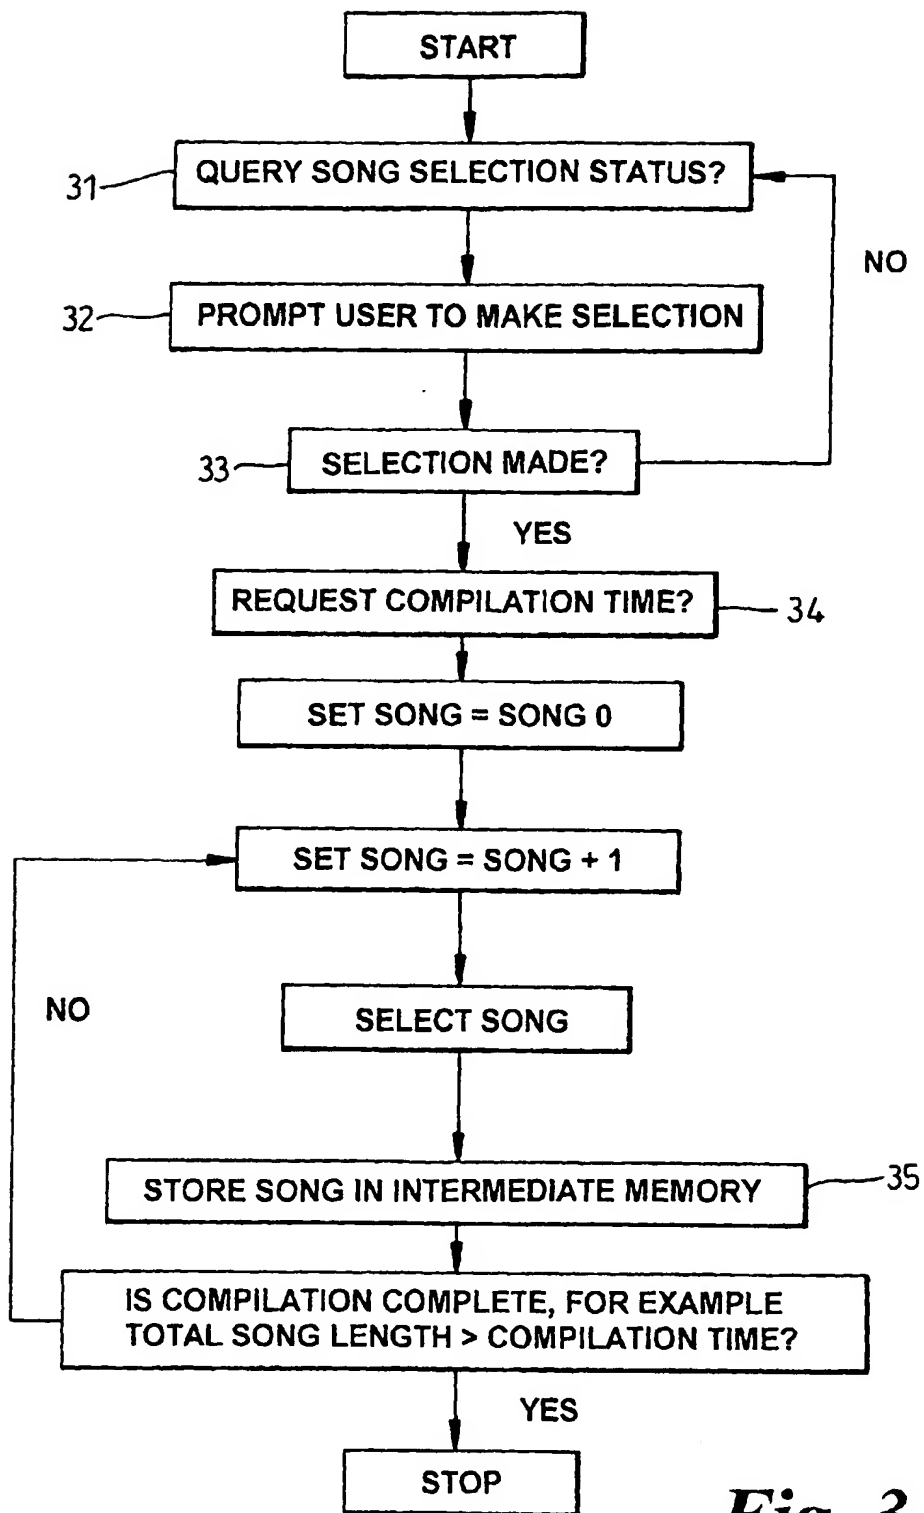 START
31
QUERY SONG SELECTION STATUS?
NO
32
PROMPT USER TO MAKE SELECTION
33
SELECTION MADE?
YES
REQUEST COMPILATION TIME?
34
SET SONG = SONG 0
SET SONG = SONG + 1
NO
SELECT SONG
STORE SONG IN INTERMEDIATE MEMORY
35
IS COMPILATION COMPLETE, FOR EXAMPLE
TOTAL SONG LENGTH > COMPILATION TIME?
YES
STOP
Fig. 3